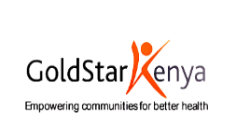 GoldStar Kenya
Empowering communities for better health